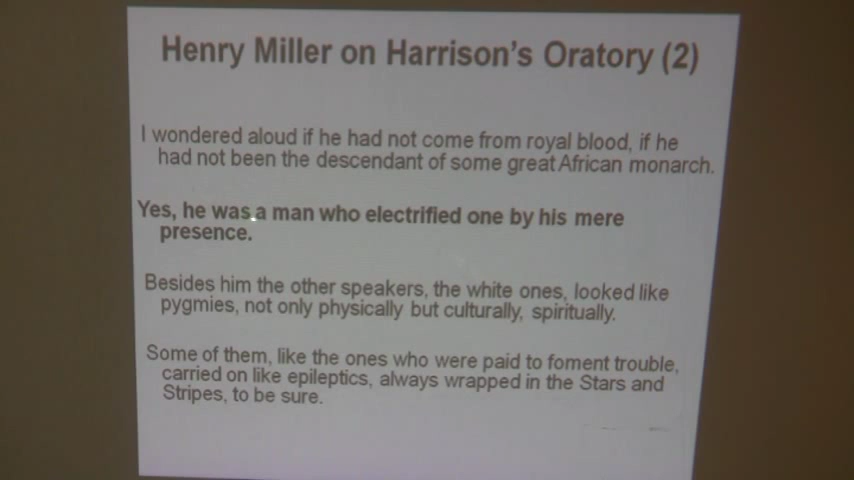 Henry Miller on Harrison's Oratory (2)
I wondered aloud if he had not come from royal blood, if he
had not been the descendant of some great African monarch.
Yes, he was a man who electrified one by his mere
presence.
Besides him the other speakers, the white ones, looked like
pygmies, not only physically but culturally, spiritually.
Some of them, like the ones who were paid to foment trouble,
carried on like epileptics, always wrapped in the Stars and
Stripes, to be sure.